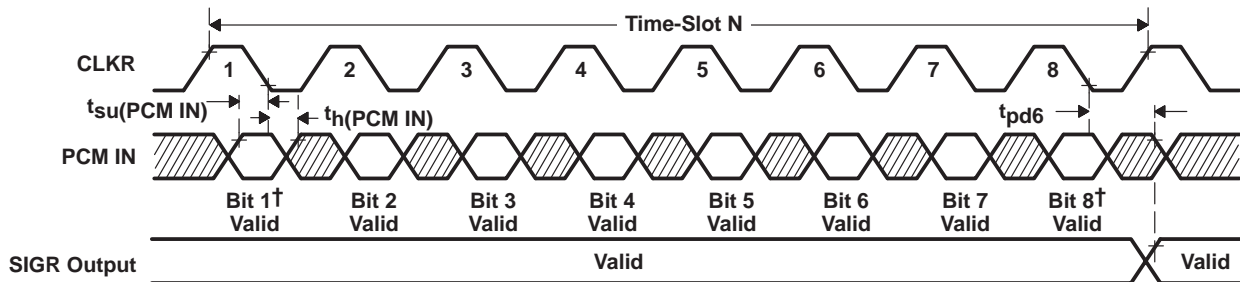 Time-Slot N
CLKR
1 2 3 4 5 6 7 8
tsu(PCM IN)
th(PCM IN)
tpd6
PCM IN
Bit 1† Bit 2 Bit 3 Bit 4 Bit 5 Bit 6 Bit 7 Bit 8†
Valid Valid Valid Valid Valid Valid Valid Valid
SIGR Output
Valid Valid